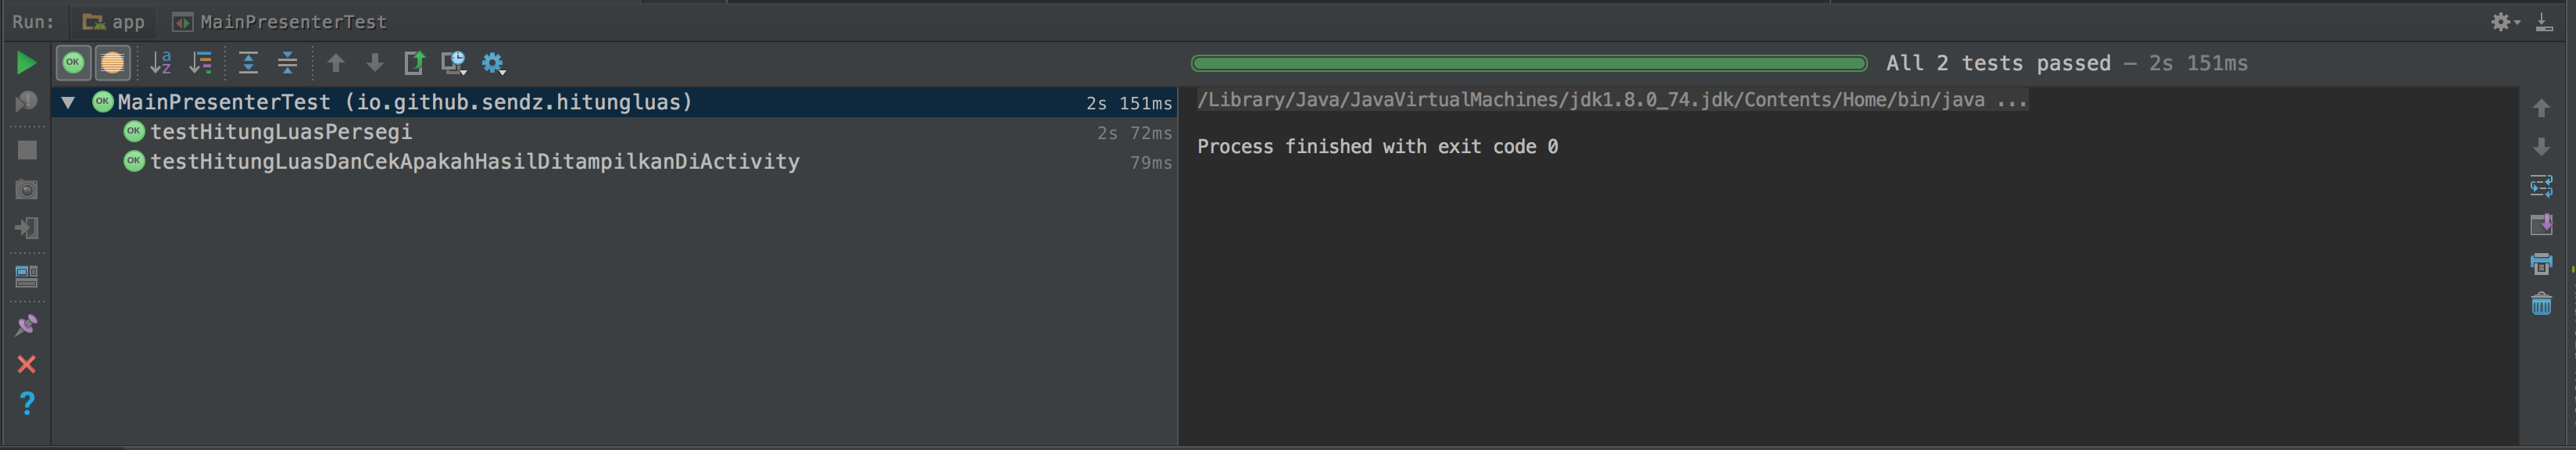 Run: app MainPresenterTest
All 2 tests passed – 2s 151ms
MainPresenterTest (io.github.sendz.hitungluas) 2s 151ms
testHitungLuasPersegi 2s 72ms
testHitungLuasDanCekApakahHasilDitampilkanDiActivity 79ms
/Library/Java/JavaVirtualMachines/jdk1.8.0_74.jdk/Contents/Home/bin/java ...
Process finished with exit code 0